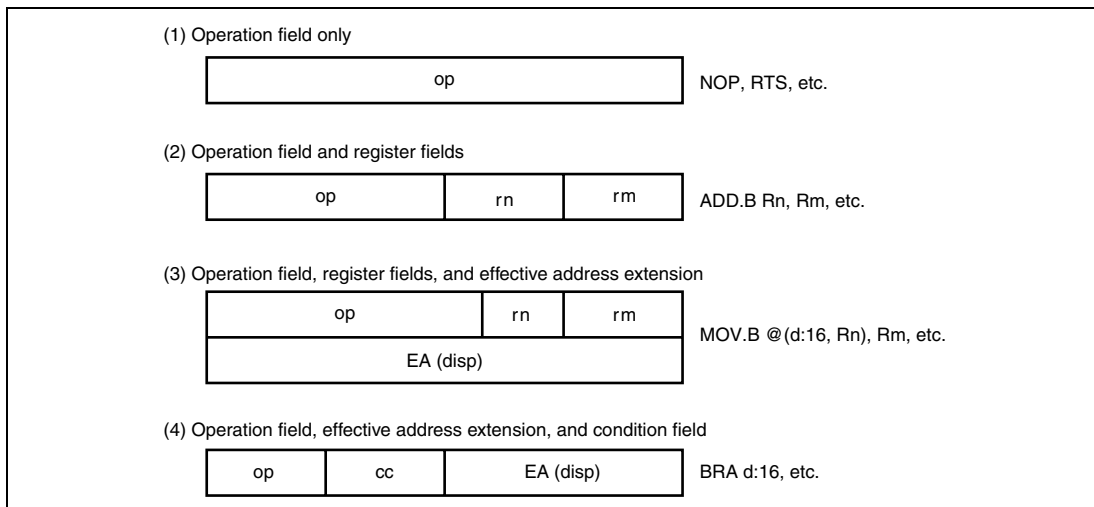 (1) Operation field only
op
NOP, RTS, etc.
(2) Operation field and register fields
op rn rm
ADD.B Rn, Rm, etc.
(3) Operation field, register fields, and effective address extension
op rn rm
MOV.B @(d:16, Rn), Rm, etc.
EA (disp)
(4) Operation field, effective address extension, and condition field
op cc EA (disp)
BRA d:16, etc.